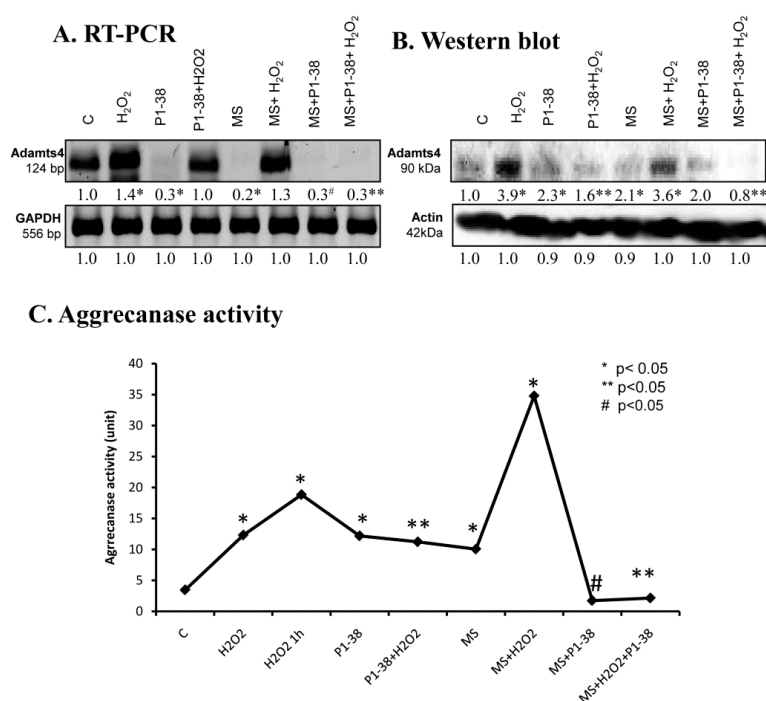 A. RT-PCR
C H₂O₂ P1-38 P1-38+H2O2 MS MS+ H₂O₂ MS+P1-38 MS+P1-38+ H₂O₂
Adamts4
124 bp
1.0 1.4* 0.3* 1.0 0.2* 1.3 0.3# 0.3**
GAPDH
556 bp
1.0 1.0 1.0 1.0 1.0 1.0 1.0 1.0
B. Western blot
C H₂O₂ P1-38 P1-38+H₂O₂ MS MS+ H₂O₂ MS+P1-38 MS+P1-38+ H₂O₂
Adamts4
90 kDa
1.0 3.9* 2.3* 1.6** 2.1* 3.6* 2.0 0.8**
Actin
42kDa
1.0 1.0 0.9 0.9 0.9 1.0 1.0 1.0
C. Aggrecanase activity
Agrrecanase activity (unit)
40
35
30
25
20
15
10
5
0
* * * ** * * # **
* p< 0.05
** p<0.05
# p<0.05
C H2O2 H2O2 1h P1-38 P1-38+H2O2 MS MS+H2O2 MS+P1-38 MS+H2O2+P1-38